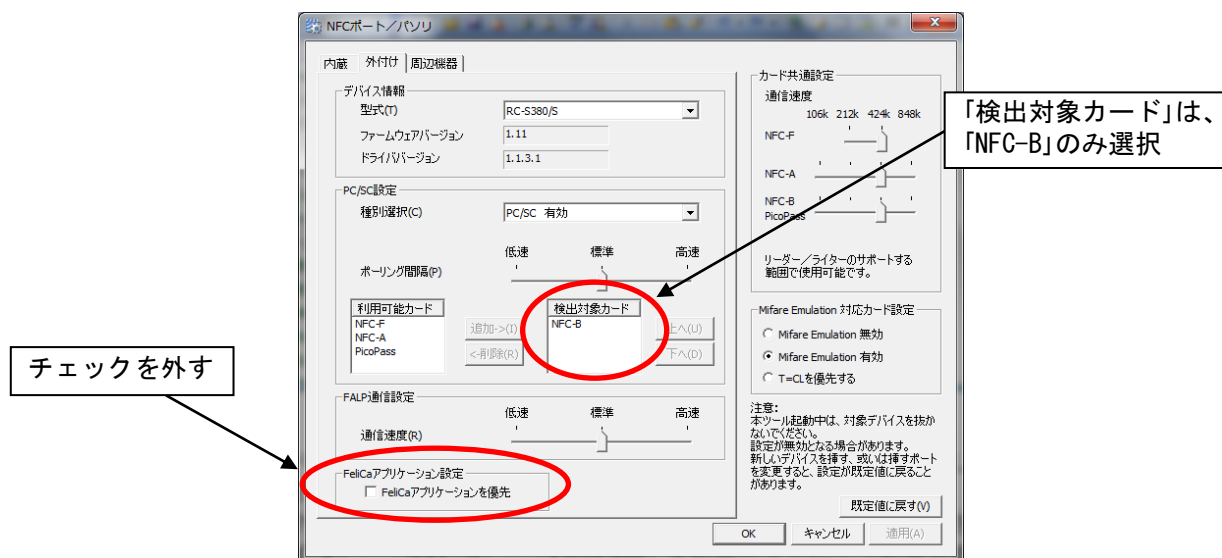 NFCポート／パソリ
内蔵 外付け 周辺機器
デバイス情報
型式(T) RC-S380/S
ファームウェアバージョン 1.11
ドライババージョン 1.1.3.1
PC/SC設定
種別選択(C) PC/SC 有効
低速 標準 高速
ポーリング間隔(P)
利用可能カード
NFC-F
NFC-A
PicoPass
追加->(I)
<-削除(R)
検出対象カード
NFC-B
上へ(U)
下へ(D)
FALP通信設定
低速 標準 高速
通信速度(R)
FeliCaアプリケーション設定
FeliCaアプリケーションを優先
カード共通設定
通信速度
106k 212k 424k 848k
NFC-F
NFC-A
NFC-B
PicoPass
リーダー／ライターのサポートする
範囲で使用可能です。
Mifare Emulation 対応カード設定
Mifare Emulation 無効
Mifare Emulation 有効
T=CLを優先する
注意:
本ツール起動中は、対象デバイスを抜か
ないでください。
設定が無効となる場合があります。
新しいデバイスを挿す、或いは挿すポート
を変更すると、設定が既定値に戻ること
があります。
既定値に戻す(V)
OK キャンセル 適用(A)
「検出対象カード」は、
「NFC-B」のみ選択
チェックを外す